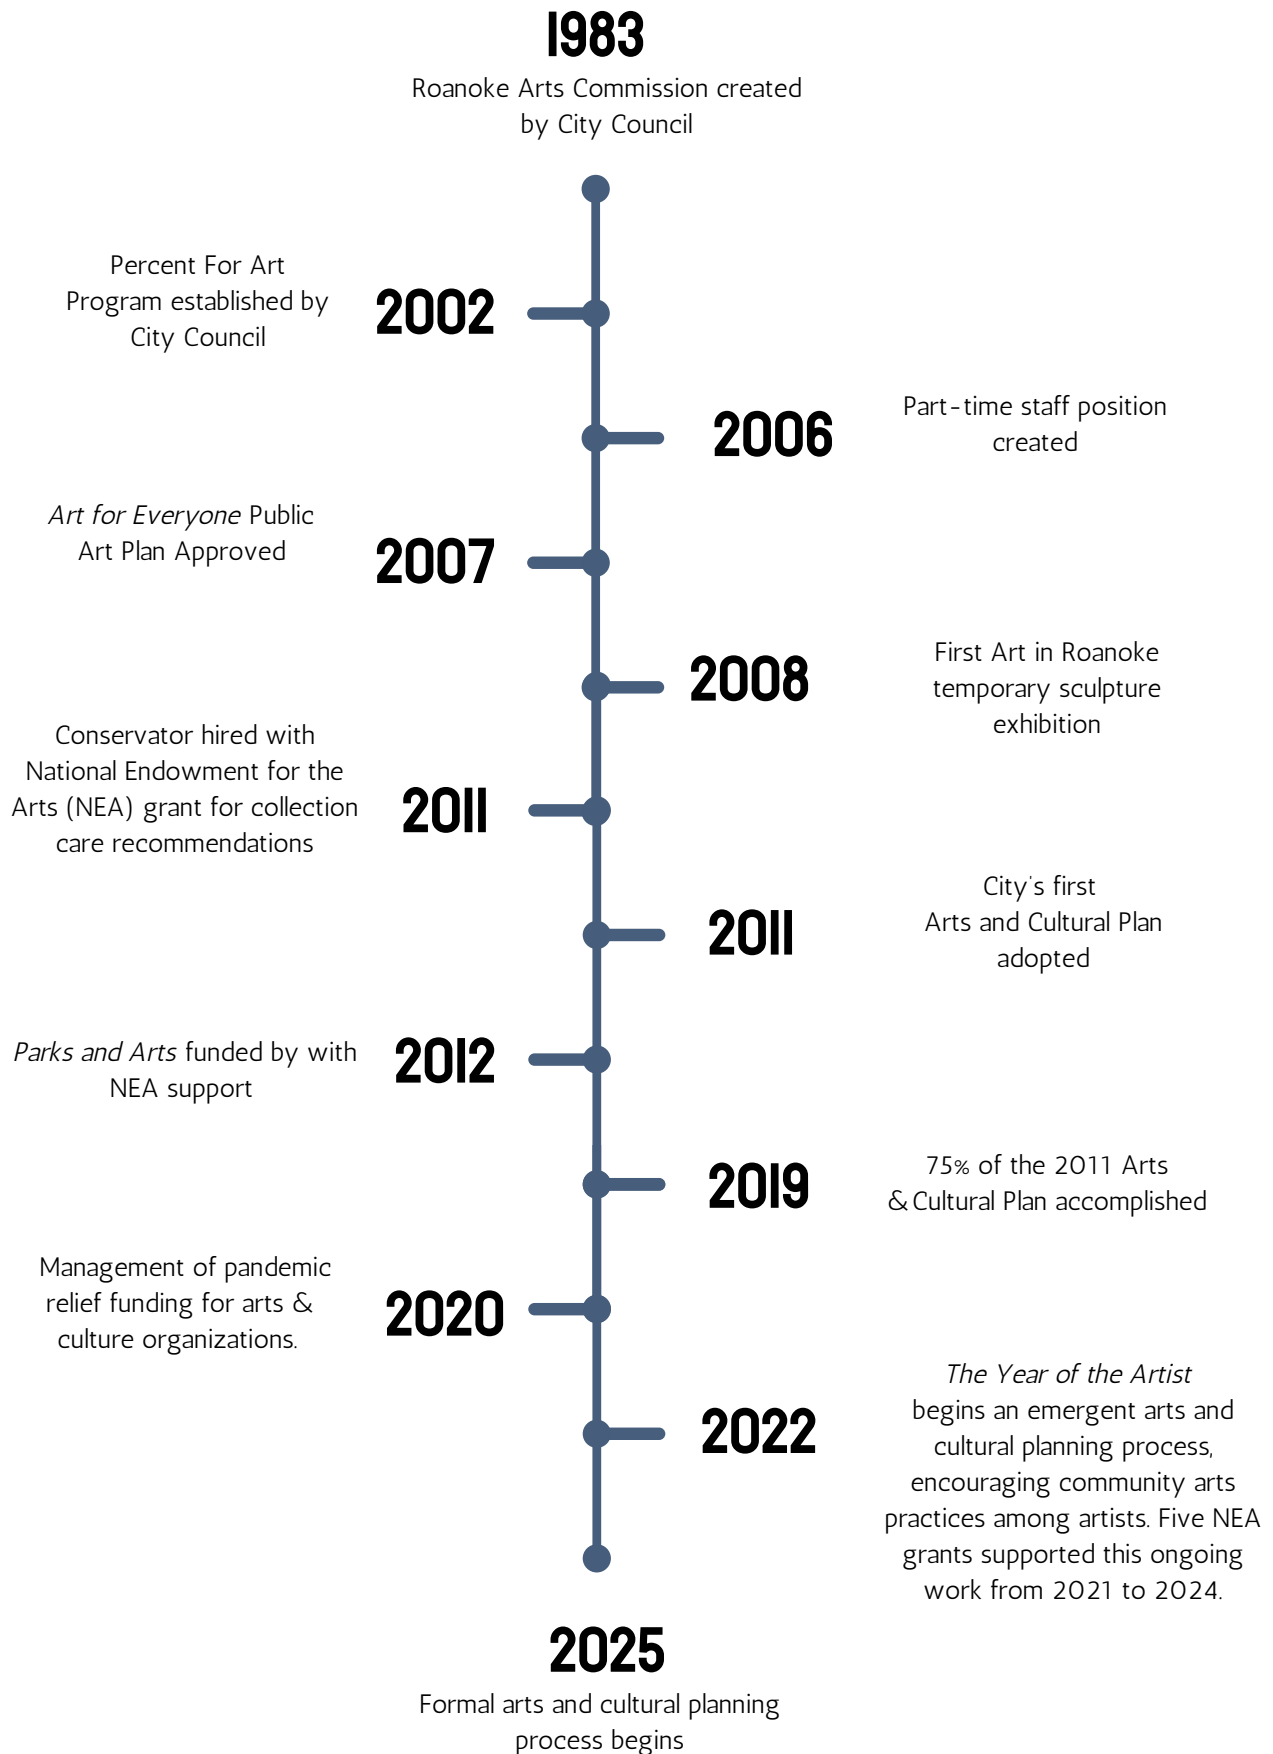 1983
Roanoke Arts Commission created
by City Council
Percent For Art
Program established by
City Council
2002
2006
Part-time staff position
created
Art for Everyone Public
Art Plan Approved
2007
2008
First Art in Roanoke
temporary sculpture
exhibition
Conservator hired with
National Endowment for the
Arts (NEA) grant for collection
care recommendations
2011
2011
City's first
Arts and Cultural Plan
adopted
Parks and Arts funded by with
NEA support
2012
2019
75% of the 2011 Arts
& Cultural Plan accomplished
Management of pandemic
relief funding for arts &
culture organizations.
2020
2022
The Year of the Artist
begins an emergent arts and
cultural planning process,
encouraging community arts
practices among artists. Five NEA
grants supported this ongoing
work from 2021 to 2024.
2025
Formal arts and cultural planning
process begins